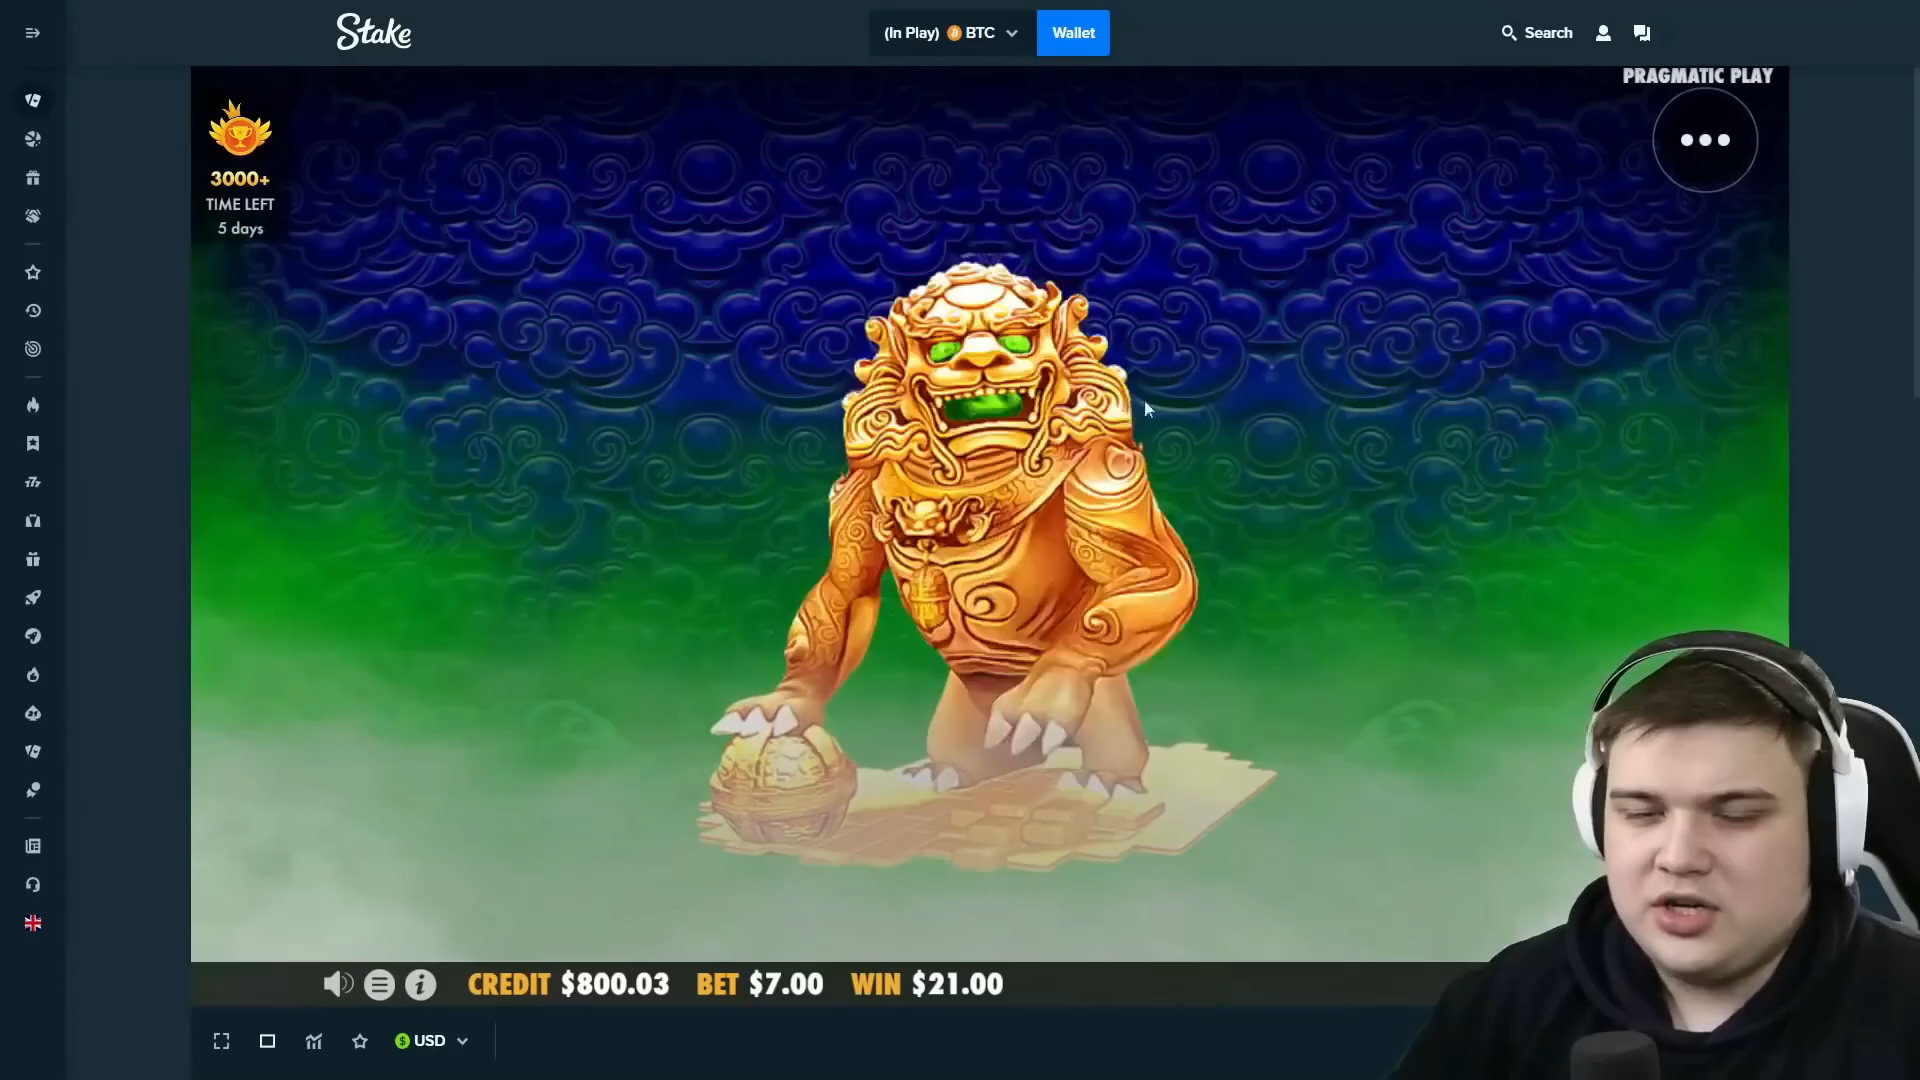 Stake
(In Play) BTC
Wallet
Search
PRAGMATIC PLAY
3000+
TIME LEFT
5 days
CREDIT $800.03 BET $7.00 WIN $21.00
USD